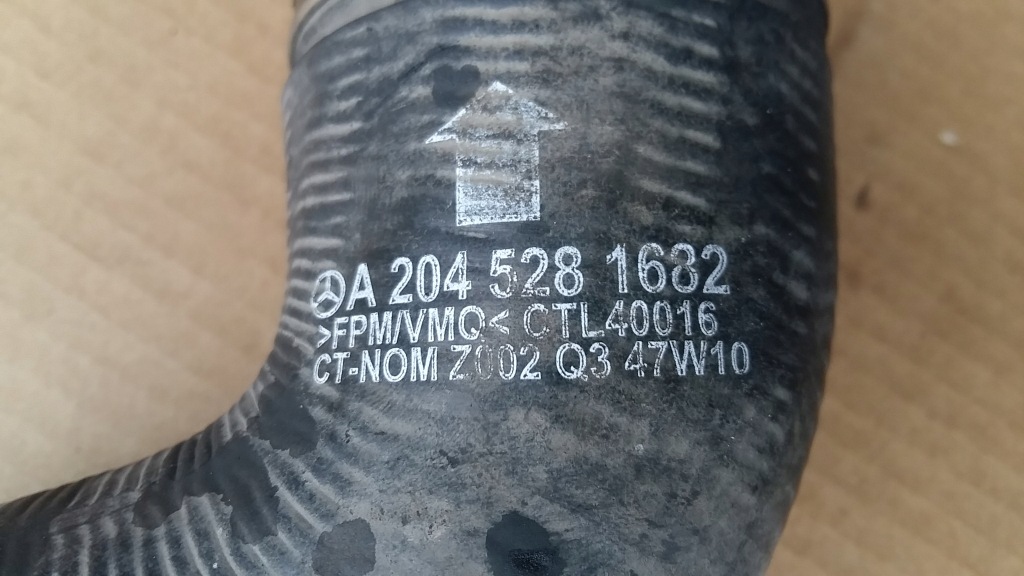 A 204 528 1682
>FPM/VMQ< CTL40016
CT-NOM Z002 Q3 47W10